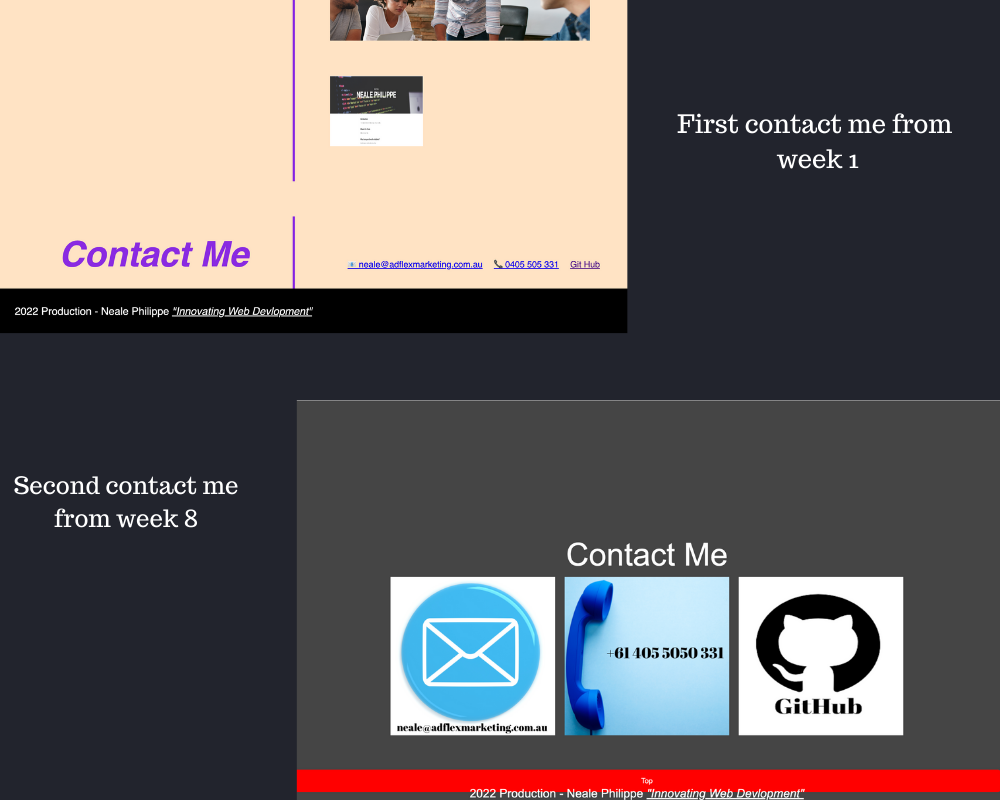 NEALE PHILIPPE
First contact me from
week 1
Contact Me
neale@adflexmarketing.com.au 0405 505 331 Git Hub
2022 Production - Neale Philippe "Innovating Web Devlopment"
Second contact me
from week 8
Contact Me
+61 405 5050 331
GitHub
neale@adflexmarketing.com.au
Top
2022 Production - Neale Philippe "Innovating Web Devlopment"